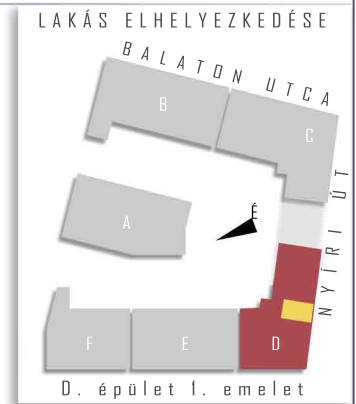 LAKÁS ELHELYEZKEDÉSE
BALATON UTCA
B
C
A
É
NYÍRI ÚT
F
E
D
D. épület 1. emelet